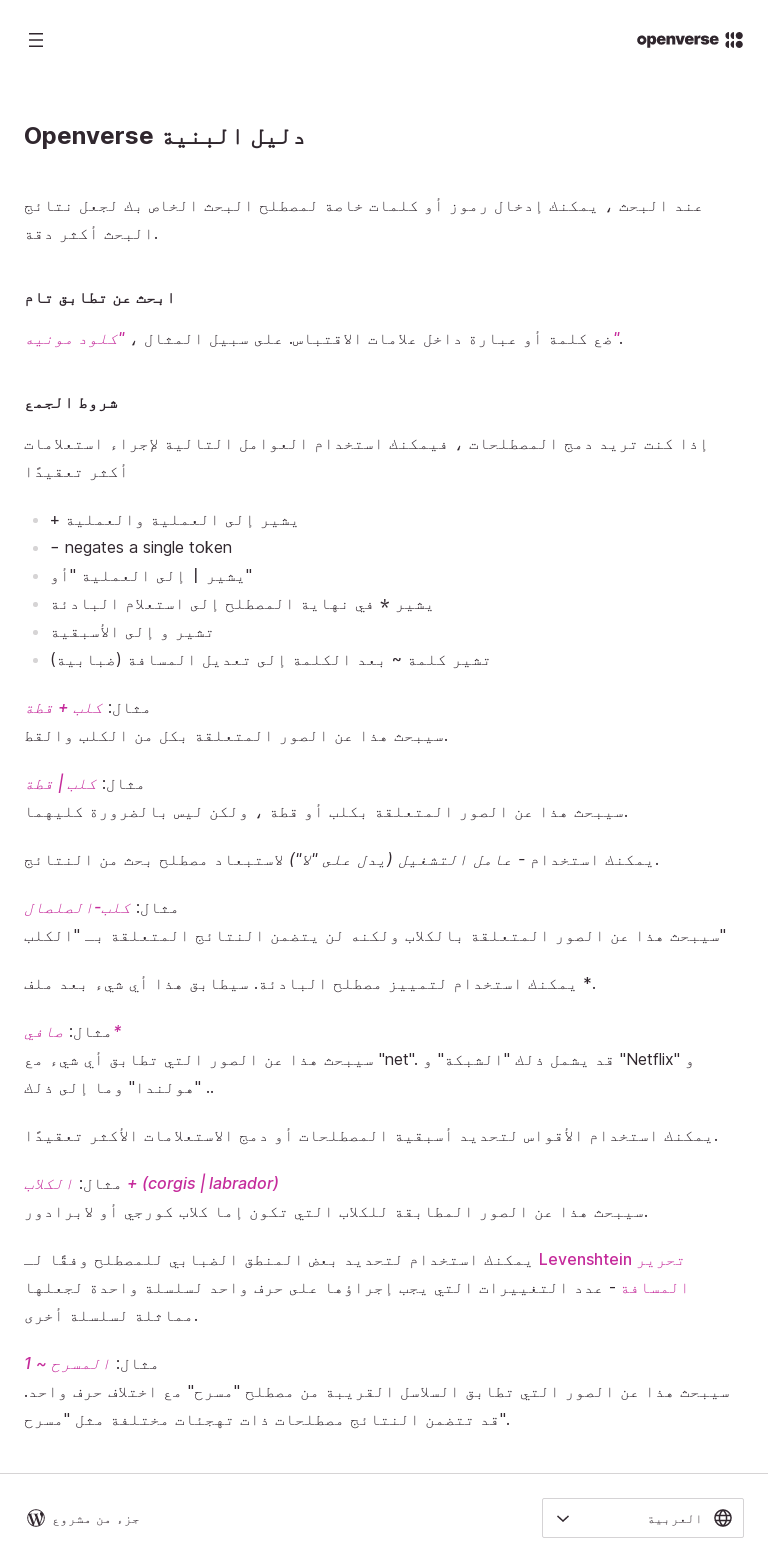 openverse
دليل البنية Openverse
عند البحث ، يمكنك إدخال رموز أو كلمات خاصة لمصطلح البحث الخاص بك لجعل نتائج
البحث أكثر دقة.
ابحث عن تطابق تام
ضع كلمة أو عبارة داخل علامات الاقتباس. على سبيل المثال ، "كلود مونيه".
شروط الجمع
إذا كنت تريد دمج المصطلحات ، فيمكنك استخدام العوامل التالية لإجراء استعلامات
أكثر تعقيدًا
+ يشير إلى العملية والعملية
- negates a single token
يشير | إلى العملية "أو"
يشير * في نهاية المصطلح إلى استعلام البادئة
تشير و إلى الأسبقية
تشير كلمة ~ بعد الكلمة إلى تعديل المسافة (ضبابية)
مثال: كلب + قطة
سيبحث هذا عن الصور المتعلقة بكل من الكلب والقط.
مثال: كلب | قطة
سيبحث هذا عن الصور المتعلقة بكلب أو قطة ، ولكن ليس بالضرورة كليهما.
يمكنك استخدام - عامل التشغيل (يدل على "لا") لاستبعاد مصطلح بحث من النتائج.
مثال: كلب-الصلصال
سيبحث هذا عن الصور المتعلقة بالكلاب ولكنه لن يتضمن النتائج المتعلقة بـ "الكلب"
يمكنك استخدام لتمييز مصطلح البادئة. سيطابق هذا أي شيء بعد ملف *.
مثال: صافي*
سيبحث هذا عن الصور التي تطابق أي شيء مع "net". قد يشمل ذلك "الشبكة" و "Netflix" و
"هولندا" وما إلى ذلك ..
يمكنك استخدام الأقواس لتحديد أسبقية المصطلحات أو دمج الاستعلامات الأكثر تعقيدًا.
مثال: الكلاب + (corgis | labrador)
سيبحث هذا عن الصور المطابقة للكلاب التي تكون إما كلاب كورجي أو لابرادور.
يمكنك استخدام لتحديد بعض المنطق الضبابي للمصطلح وفقًا لـ Levenshtein تحرير
المسافة - عدد التغييرات التي يجب إجراؤها على حرف واحد لسلسلة واحدة لجعلها
مماثلة لسلسلة أخرى.
مثال: المسرح ~ 1
سيبحث هذا عن الصور التي تطابق السلاسل القريبة من مصطلح "مسرح" مع اختلاف حرف واحد.
قد تتضمن النتائج مصطلحات ذات تهجئات مختلفة مثل "مسرح".
جزء من مشروع
العربية